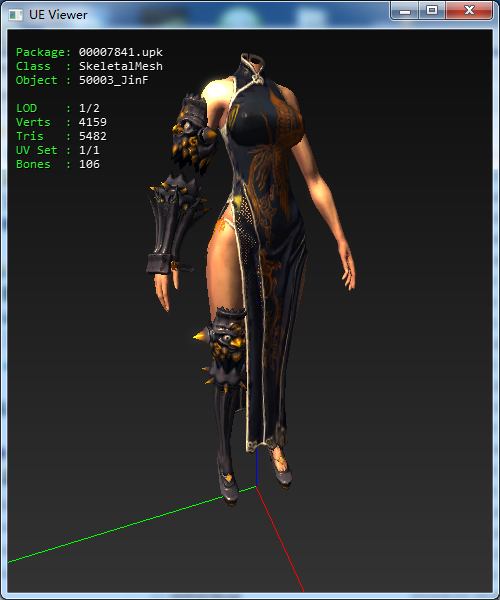 UE Viewer
Package: 00007841.upk
Class  : SkeletalMesh
Object : 50003_JinF
LOD    : 1/2
Verts  : 4159
Tris   : 5482
UV Set : 1/1
Bones  : 106